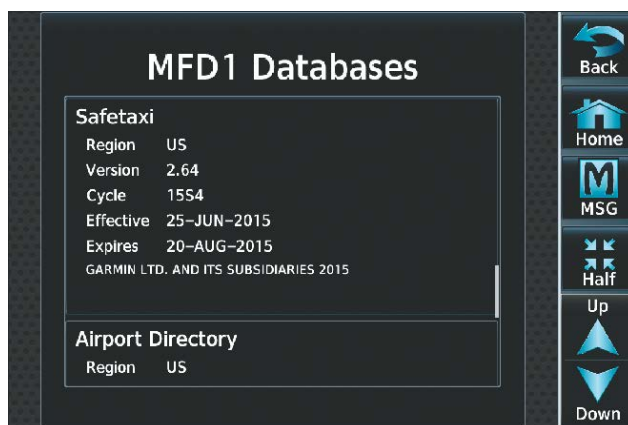 MFD1 Databases
Safetaxi
Region US
Version 2.64
Cycle 15S4
Effective 25-JUN-2015
Expires 20-AUG-2015
GARMIN LTD. AND ITS SUBSIDIARIES 2015
Airport Directory
Region US
Back
Home
MSG
Half
Up
Down